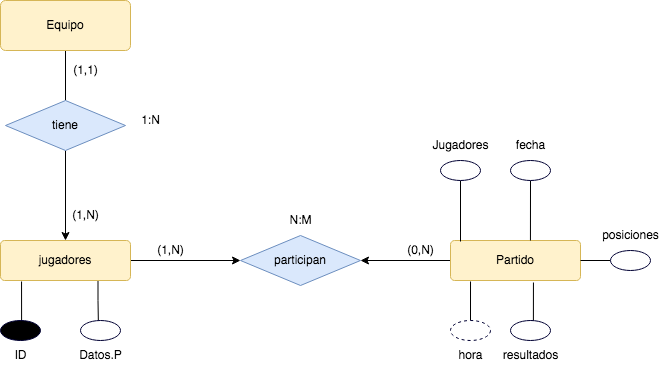 Equipo
(1,1)
tiene
1:N
(1,N)
Jugadores
fecha
N:M
posiciones
jugadores
(1,N)
participan
(0,N)
Partido
ID
Datos.P
hora
resultados